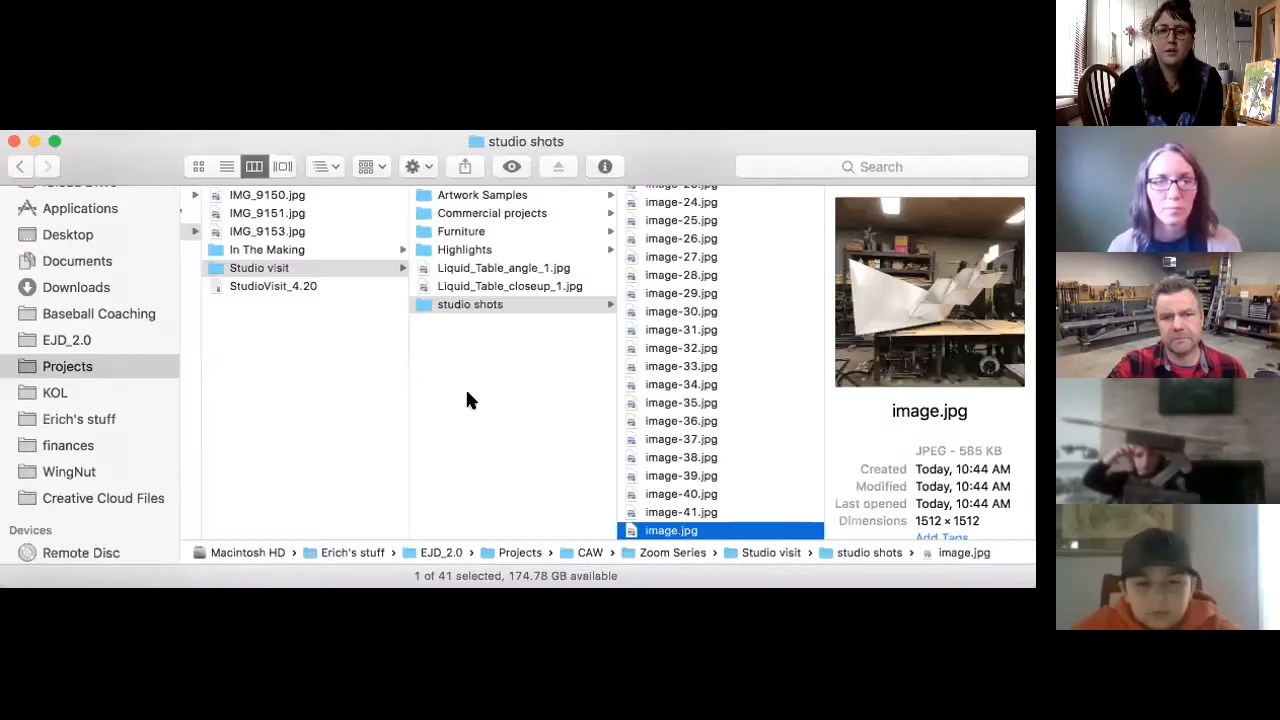 studio shots
Search
Applications
Desktop
Documents
Downloads
Baseball Coaching
EJD_2.0
Projects
KOL
Erich's stuff
finances
WingNut
Creative Cloud Files
Devices
Remote Disc
IMG_9150.jpg
IMG_9151.jpg
IMG_9153.jpg
In The Making
Studio visit
StudioVisit_4.20
Artwork Samples
Commercial projects
Furniture
Highlights
Liquid_Table_angle_1.jpg
Liquid_Table_closeup_1.jpg
studio shots
image-24.jpg
image-25.jpg
image-26.jpg
image-27.jpg
image-28.jpg
image-29.jpg
image-30.jpg
image-31.jpg
image-32.jpg
image-33.jpg
image-34.jpg
image-35.jpg
image-36.jpg
image-37.jpg
image-38.jpg
image-39.jpg
image-40.jpg
image-41.jpg
image.jpg
image.jpg
JPEG - 585 KB
Created Today, 10:44 AM
Modified Today, 10:44 AM
Last opened Today, 10:44 AM
Dimensions 1512 × 1512
Add Tags...
Macintosh HD › Erich's stuff › EJD_2.0 › Projects › CAW › Zoom Series › Studio visit › studio shots › image.jpg
1 of 41 selected, 174.78 GB available